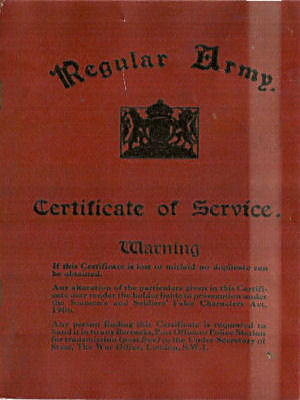 Regular Army.
Certificate of Service.
Warning
If this Certificate is lost or mislaid no duplicate can
be obtained.
Any alteration of the particulars given in this Certifi-
cate may render the holder liable to prosecution under
the Seamen's and Soldiers' False Characters Act,
1906.
Any person finding this Certificate is requested to
hand it in to any Barracks, Post Office or Police Station
for transmission (post free) to the Under Secretary of
State, The War Office, London, S.W.1.